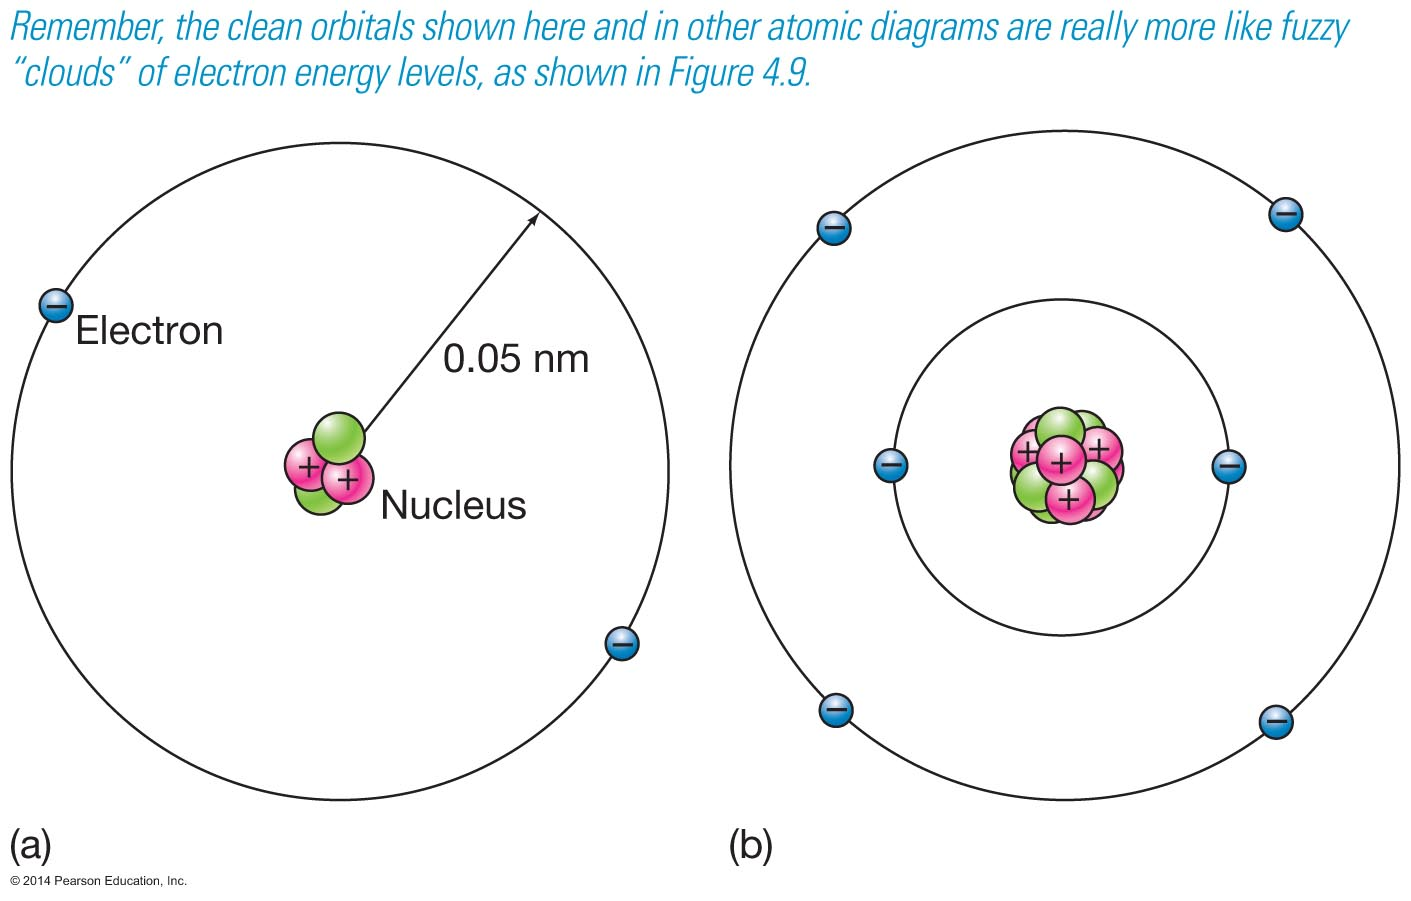 Remember, the clean orbitals shown here and in other atomic diagrams are really more like fuzzy
“clouds” of electron energy levels, as shown in Figure 4.9.
−
−
−
Electron
0.05 nm
+
+
Nucleus
−
+
+
+
+
−
−
−
−
(a)
(b)
© 2014 Pearson Education, Inc.